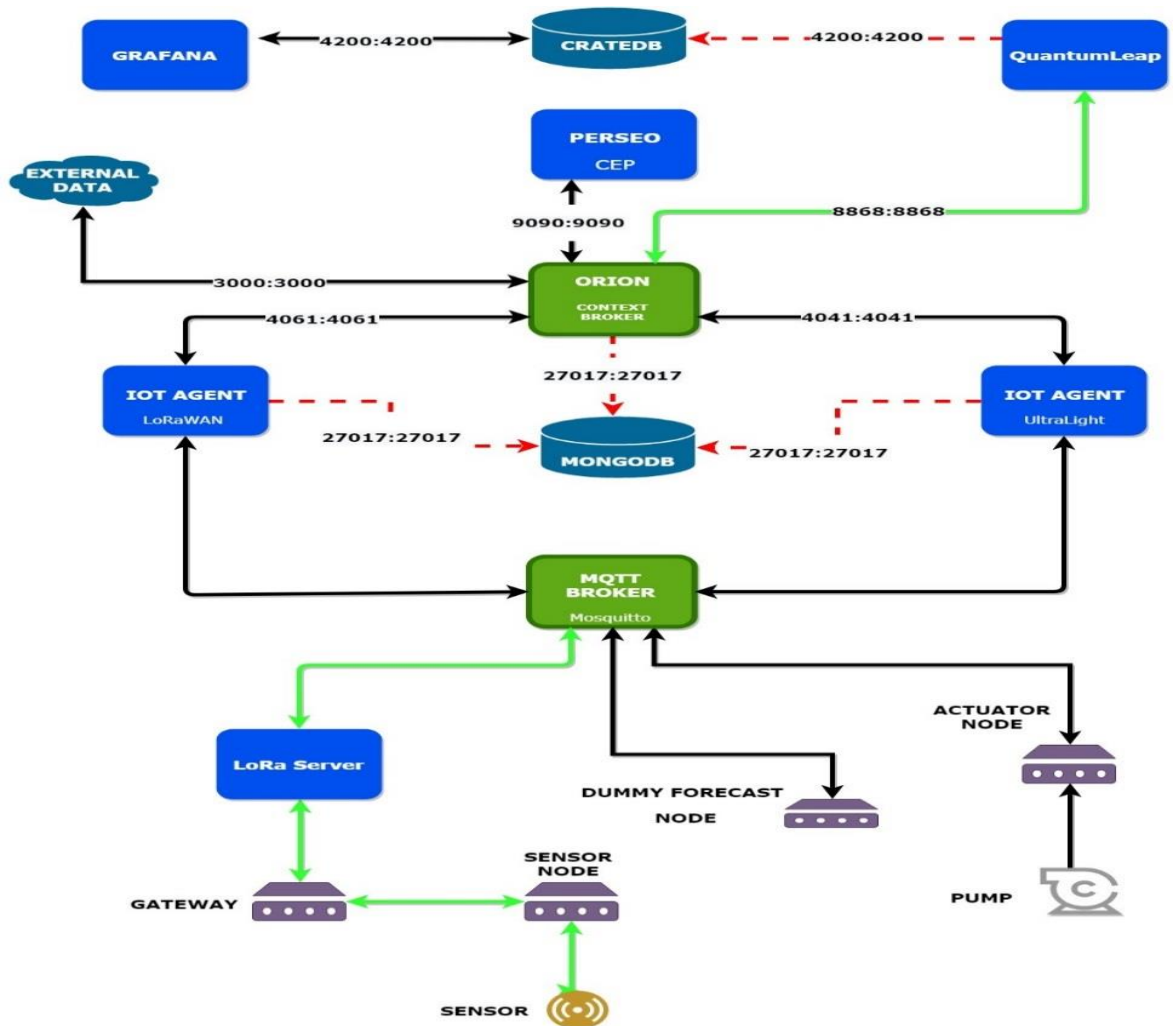 GRAFANA
4200:4200
CRATEDB
4200:4200
QuantumLeap
PERSEO
CEP
EXTERNAL
DATA
8868:8868
9090:9090
3000:3000
ORION
CONTEXT
BROKER
4061:4061
4041:4041
27017:27017
IOT AGENT
LoRaWAN
IOT AGENT
UltraLight
27017:27017
MONGODB
27017:27017
MQTT
BROKER
Mosquitto
LoRa Server
ACTUATOR
NODE
DUMMY FORECAST
NODE
SENSOR
NODE
GATEWAY
PUMP
C
SENSOR